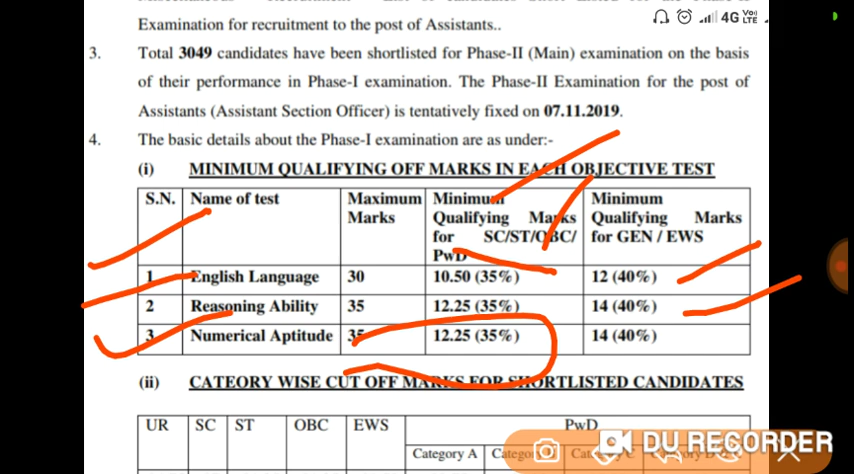 4G Vo) LTE
Examination for recruitment to the post of Assistants..
3. Total 3049 candidates have been shortlisted for Phase-II (Main) examination on the basis
of their performance in Phase-I examination. The Phase-II Examination for the post of
Assistants (Assistant Section Officer) is tentatively fixed on 07.11.2019.
4. The basic details about the Phase-I examination are as under:-
(i) MINIMUM QUALIFYING OFF MARKS IN EACH OBJECTIVE TEST
S.N. Name of test Maximum Minimum Minimum
Marks Qualifying Marks Qualifying Marks
for SC/ST/OBC/ for GEN / EWS
PwD
1 English Language 30 10.50 (35%) 12 (40%)
2 Reasoning Ability 35 12.25 (35%) 14 (40%)
3 Numerical Aptitude 35 12.25 (35%) 14 (40%)
(ii) CATEORY WISE CUT OFF MARKS FOR SHORTLISTED CANDIDATES
UR SC ST OBC EWS PwD
Category A
DU RECORDER